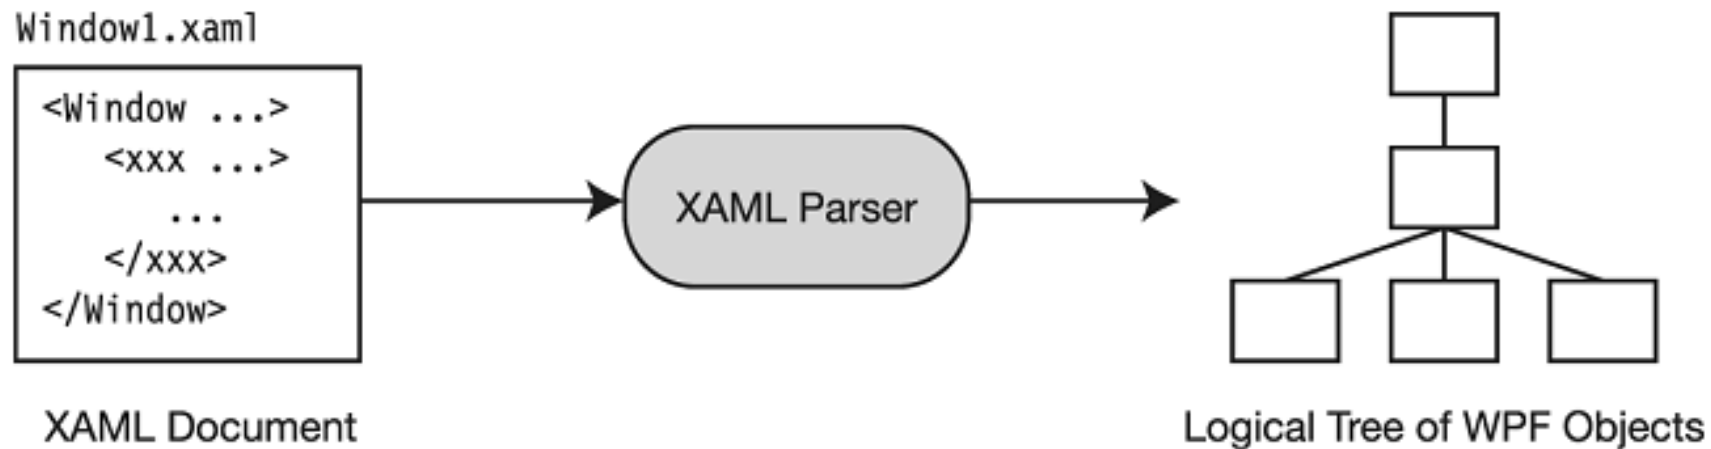 Window1.xaml
<Window ...>
<xxx ...>
...
</xxx>
</Window>
XAML Document
XAML Parser
Logical Tree of WPF Objects